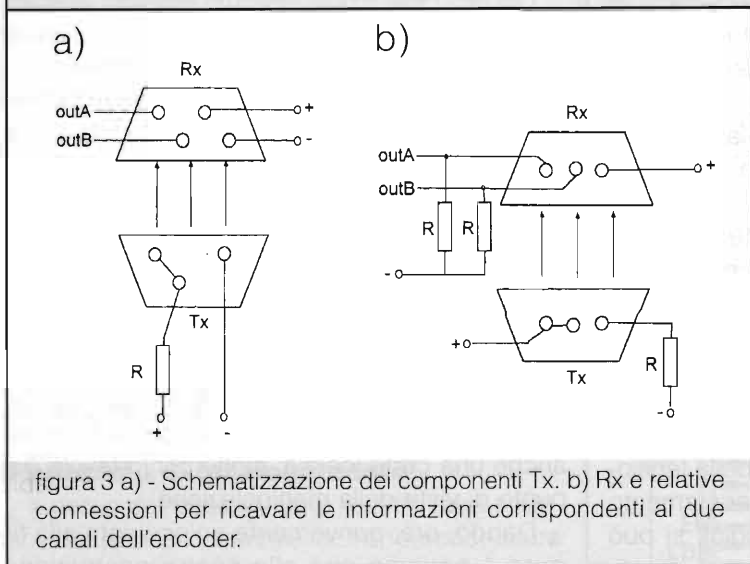 a)
Rx
outA
+
outB
-
Tx
R
+
-
b)
Rx
outA
+
outB
R
R
-
+
Tx
R
-
figura 3 a) - Schematizzazione dei componenti Tx. b) Rx e relative
connessioni per ricavare le informazioni corrispondenti ai due
canali dell'encoder.